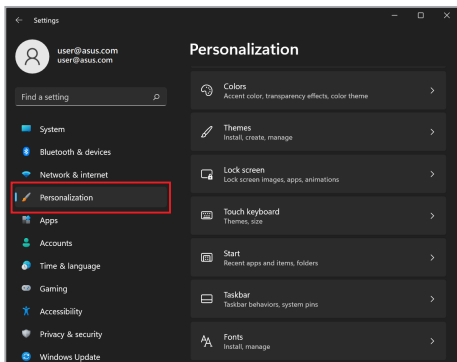 Settings
user@asus.com
user@asus.com
Find a setting
System
Bluetooth & devices
Network & internet
Personalization
Apps
Accounts
Time & language
Gaming
Accessibility
Privacy & security
Windows Update
Personalization
Colors
Accent color, transparency effects, color theme
Themes
Install, create, manage
Lock screen
Lock screen images, apps, animations
Touch keyboard
Themes, size
Start
Recent apps and items, folders
Taskbar
Taskbar behaviors, system pins
Fonts
Install, manage